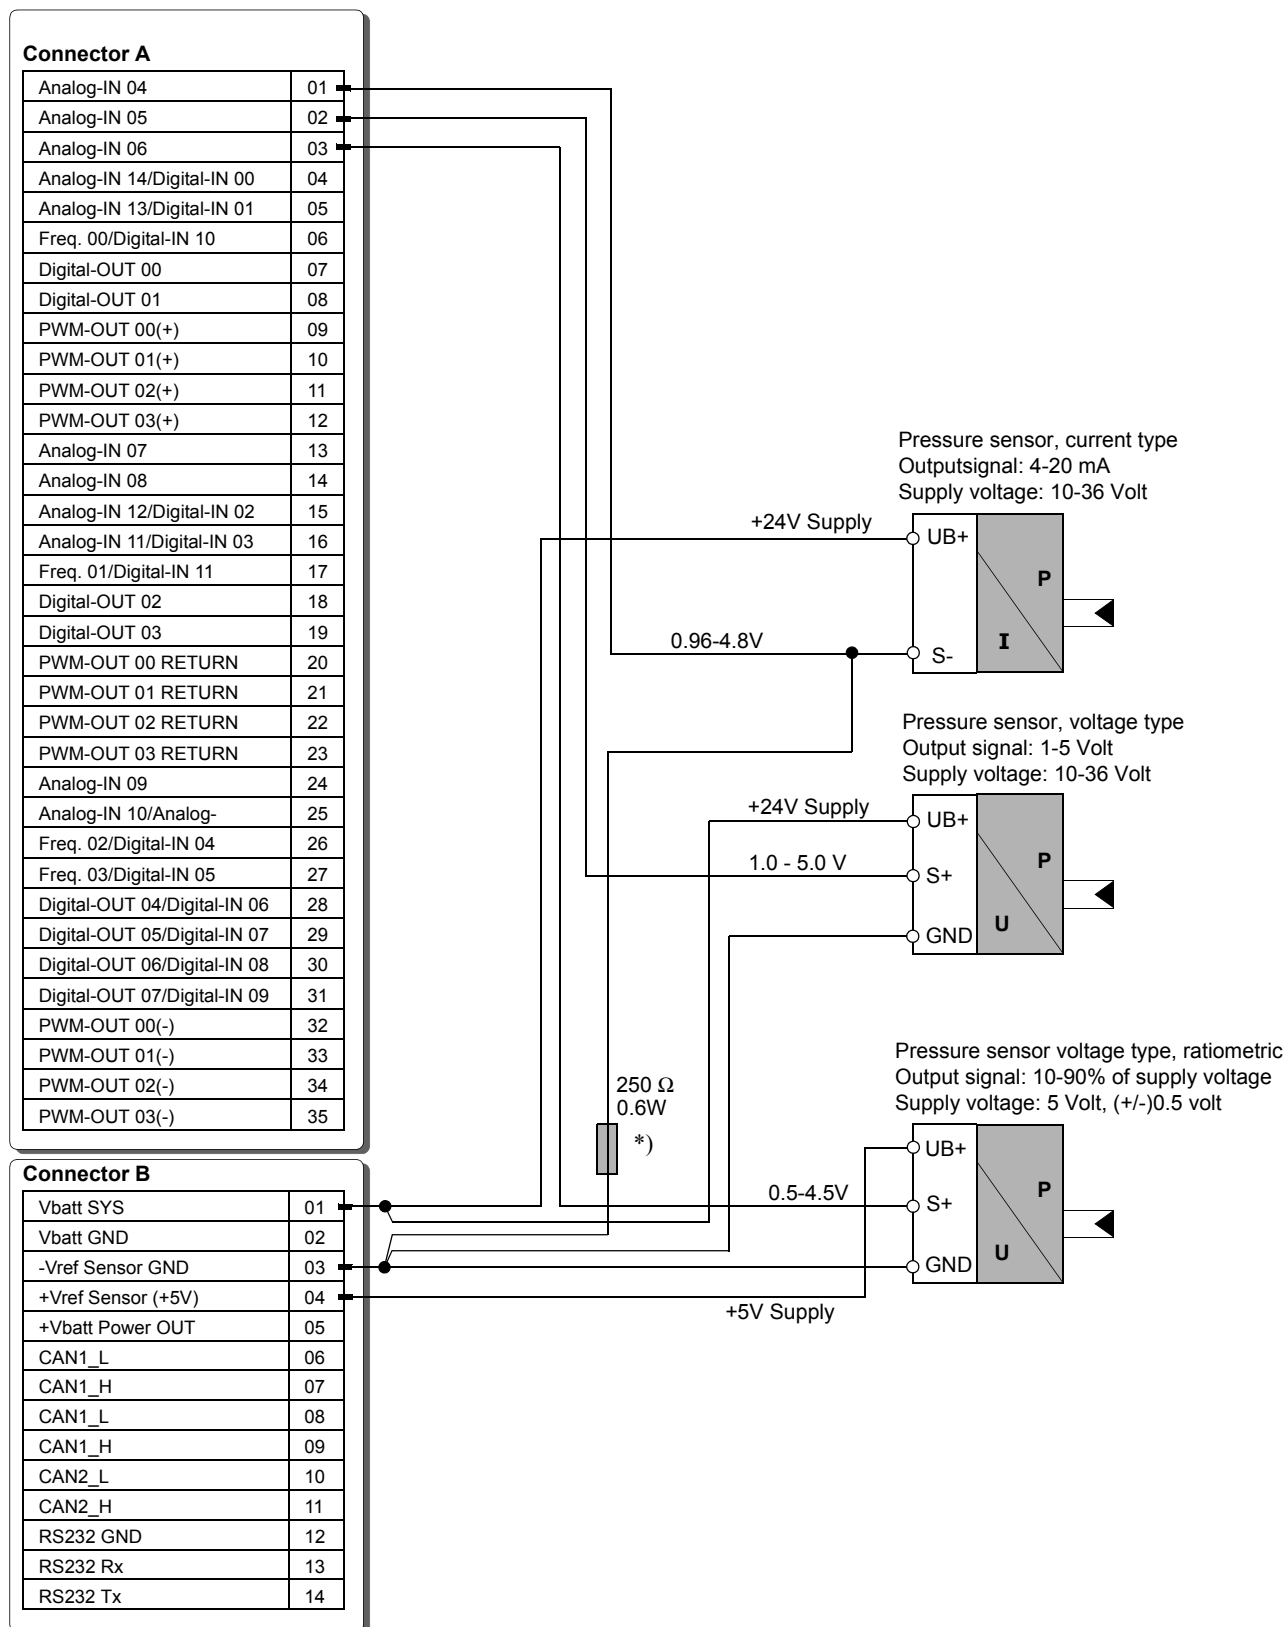 Connector A
Analog-IN 04 01
Analog-IN 05 02
Analog-IN 06 03
Analog-IN 14/Digital-IN 00 04
Analog-IN 13/Digital-IN 01 05
Freq. 00/Digital-IN 10 06
Digital-OUT 00 07
Digital-OUT 01 08
PWM-OUT 00(+) 09
PWM-OUT 01(+) 10
PWM-OUT 02(+) 11
PWM-OUT 03(+) 12
Analog-IN 07 13
Analog-IN 08 14
Analog-IN 12/Digital-IN 02 15
Analog-IN 11/Digital-IN 03 16
Freq. 01/Digital-IN 11 17
Digital-OUT 02 18
Digital-OUT 03 19
PWM-OUT 00 RETURN 20
PWM-OUT 01 RETURN 21
PWM-OUT 02 RETURN 22
PWM-OUT 03 RETURN 23
Analog-IN 09 24
Analog-IN 10/Analog- 25
Freq. 02/Digital-IN 04 26
Freq. 03/Digital-IN 05 27
Digital-OUT 04/Digital-IN 06 28
Digital-OUT 05/Digital-IN 07 29
Digital-OUT 06/Digital-IN 08 30
Digital-OUT 07/Digital-IN 09 31
PWM-OUT 00(-) 32
PWM-OUT 01(-) 33
PWM-OUT 02(-) 34
PWM-OUT 03(-) 35
Connector B
Vbatt SYS 01
Vbatt GND 02
-Vref Sensor GND 03
+Vref Sensor (+5V) 04
+Vbatt Power OUT 05
CAN1_L 06
CAN1_H 07
CAN1_L 08
CAN1_H 09
CAN2_L 10
CAN2_H 11
RS232 GND 12
RS232 Rx 13
RS232 Tx 14
Pressure sensor, current type
Outputsignal: 4-20 mA
Supply voltage: 10-36 Volt
+24V Supply
UB+
P
0.96-4.8V
S-
I
Pressure sensor, voltage type
Output signal: 1-5 Volt
Supply voltage: 10-36 Volt
+24V Supply
UB+
1.0 - 5.0 V
S+
P
GND
U
Pressure sensor voltage type, ratiometric
Output signal: 10-90% of supply voltage
Supply voltage: 5 Volt, (+/-)0.5 volt
250 Ω
0.6W
*)
UB+
0.5-4.5V
S+
P
GND
U
+5V Supply